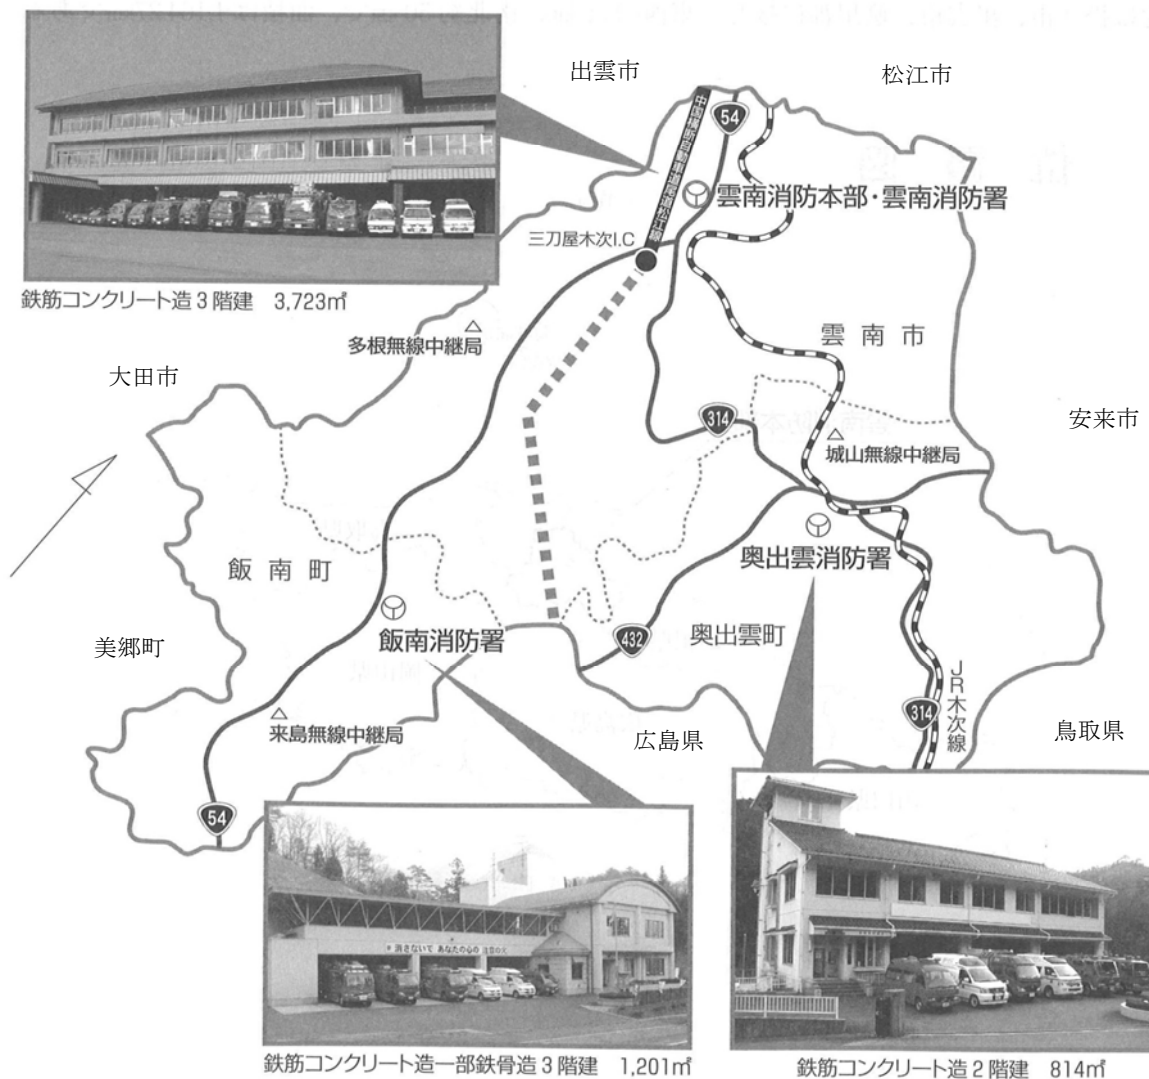 出雲市
松江市
中国横断自動車道尾道松江線
54
雲南消防本部・雲南消防署
三刀屋木次I.C
鉄筋コンクリート造3階建 3,723㎡
多根無線中継局
雲南市
大田市
314
安来市
城山無線中継局
飯南町
奥出雲消防署
飯南消防署
432
奥出雲町
美郷町
JR木次線
314
来島無線中継局
広島県
鳥取県
54
消さないで あなたの心の 注意の火
鉄筋コンクリート造一部鉄骨造3階建 1,201㎡
鉄筋コンクリート造2階建 814㎡